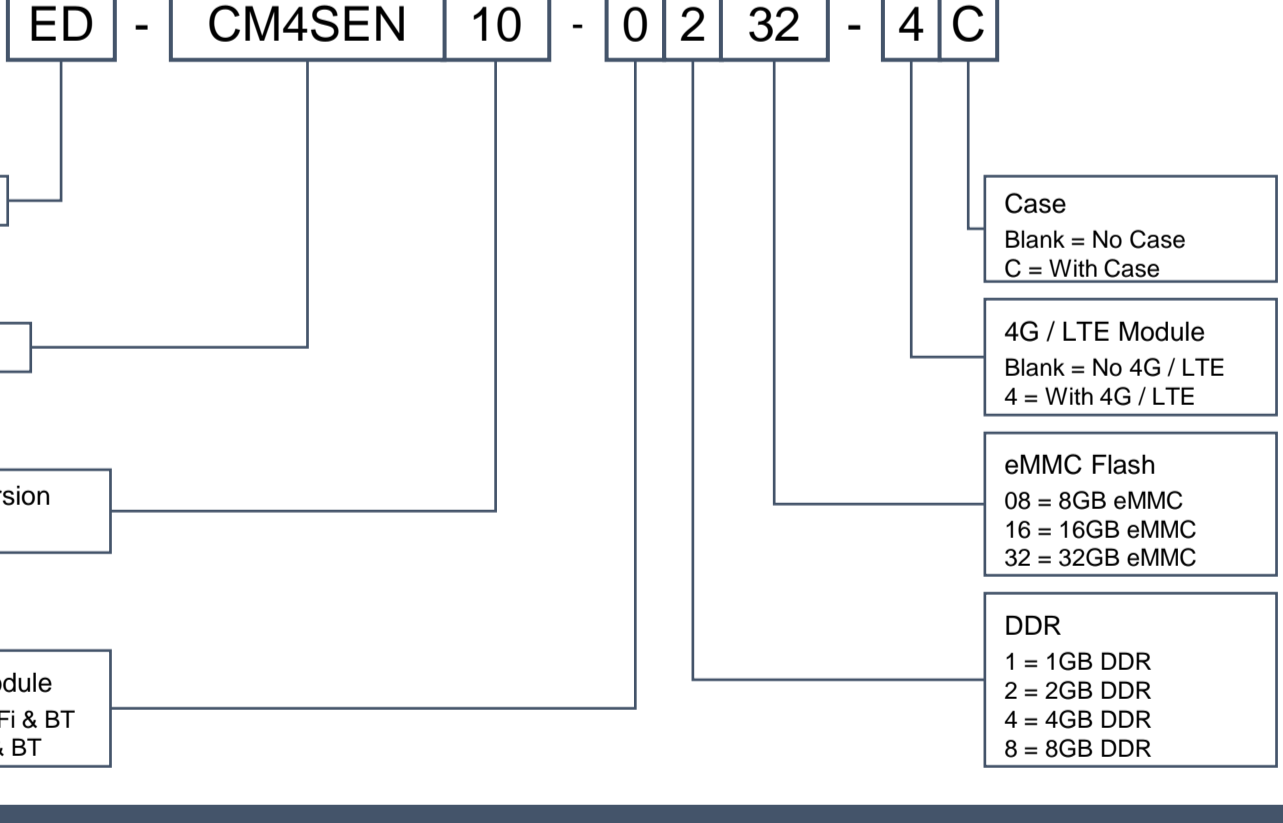 ED - CM4SEN 10 - 0 2 32 - 4 C
Case
Blank = No Case
C = With Case
4G / LTE Module
Blank = No 4G / LTE
4 = With 4G / LTE
eMMC Flash
08 = 8GB eMMC
16 = 16GB eMMC
32 = 32GB eMMC
DDR
1 = 1GB DDR
2 = 2GB DDR
4 = 4GB DDR
8 = 8GB DDR
rsion
dule
Fi & BT
& BT